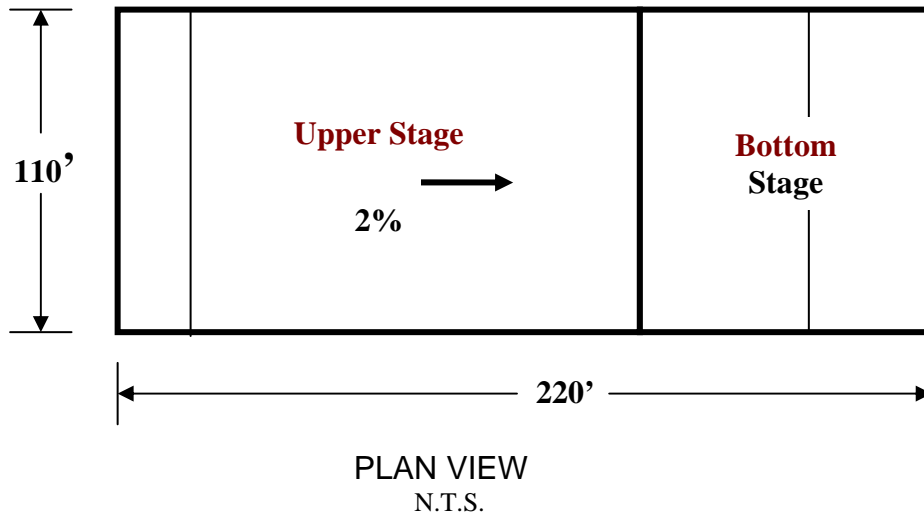 Upper Stage
110’
2%
Bottom
Stage
220’
PLAN VIEW
N.T.S.